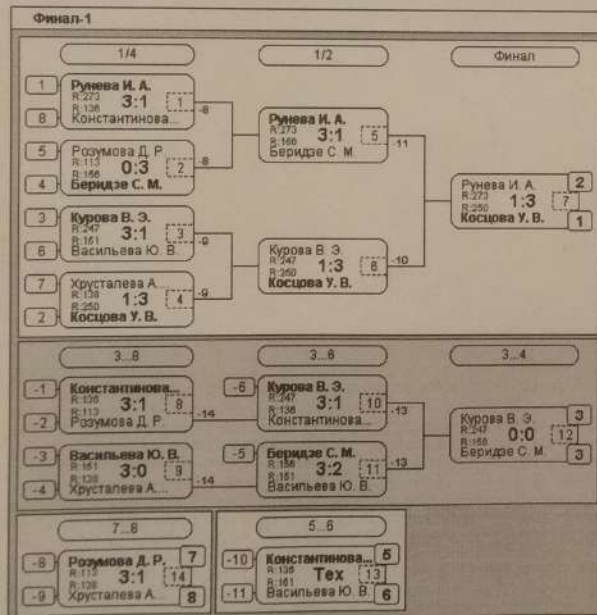 Финал-1
1/4
1/2
Финал
1
Рунева И. А.
R:273
R:136
3:1
1
8
Константинова...
-8
5
Розумова Д. Р.
R:113
R:166
0:3
2
4
Беридзе С. М.
-8
3
Курова В. Э.
R:247
R:161
3:1
3
6
Васильева Ю. В.
-9
7
Хрусталева А....
R:138
R:250
1:3
4
2
Косцова У. В.
-9
Рунева И. А.
R:273
R:166
3:1
5
Беридзе С. М.
-11
Курова В. Э.
R:247
R:250
1:3
6
Косцова У. В.
-10
Рунева И. А.
2
R:273
R:250
1:3
7
Косцова У. В.
1
3...8
3...6
3...4
-1
Константинова...
R:136
R:113
3:1
8
-2
Розумова Д. Р.
-14
-3
Васильева Ю. В.
R:161
R:138
3:0
9
-4
Хрусталева А....
-14
-6
Курова В. Э.
R:247
R:136
3:1
10
Константинова...
-13
-5
Беридзе С. М.
R:166
R:161
3:2
11
Васильева Ю. В.
-13
Курова В. Э.
3
R:247
R:166
0:0
12
Беридзе С. М.
3
7...8
5...6
-8
Розумова Д. Р.
7
R:113
R:138
3:1
14
-9
Хрусталева А....
8
-10
Константинова...
5
R:136
R:161
Тех
13
-11
Васильева Ю. В.
6